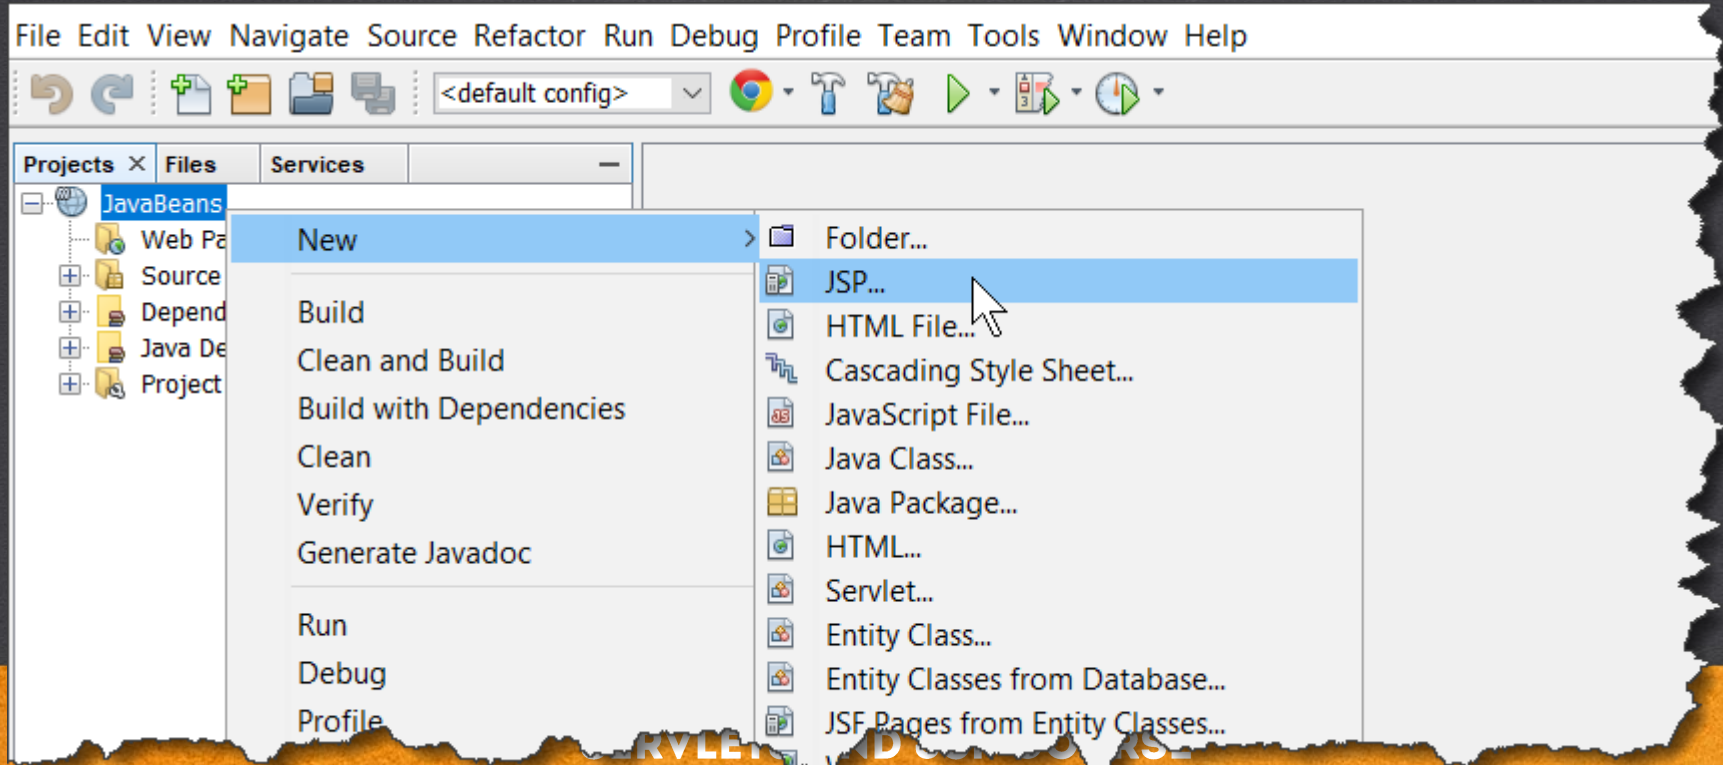 File Edit View Navigate Source Refactor Run Debug Profile Team Tools Window Help
<default config>
Projects Files Services
JavaBeans
Web Pa
Source
Depend
Java De
Project
New
Build
Clean and Build
Build with Dependencies
Clean
Verify
Generate Javadoc
Run
Debug
Profile
Folder...
JSP...
HTML File...
Cascading Style Sheet...
JavaScript File...
Java Class...
Java Package...
HTML...
Servlet...
Entity Class...
Entity Classes from Database...
JSF Pages from Entity Classes...